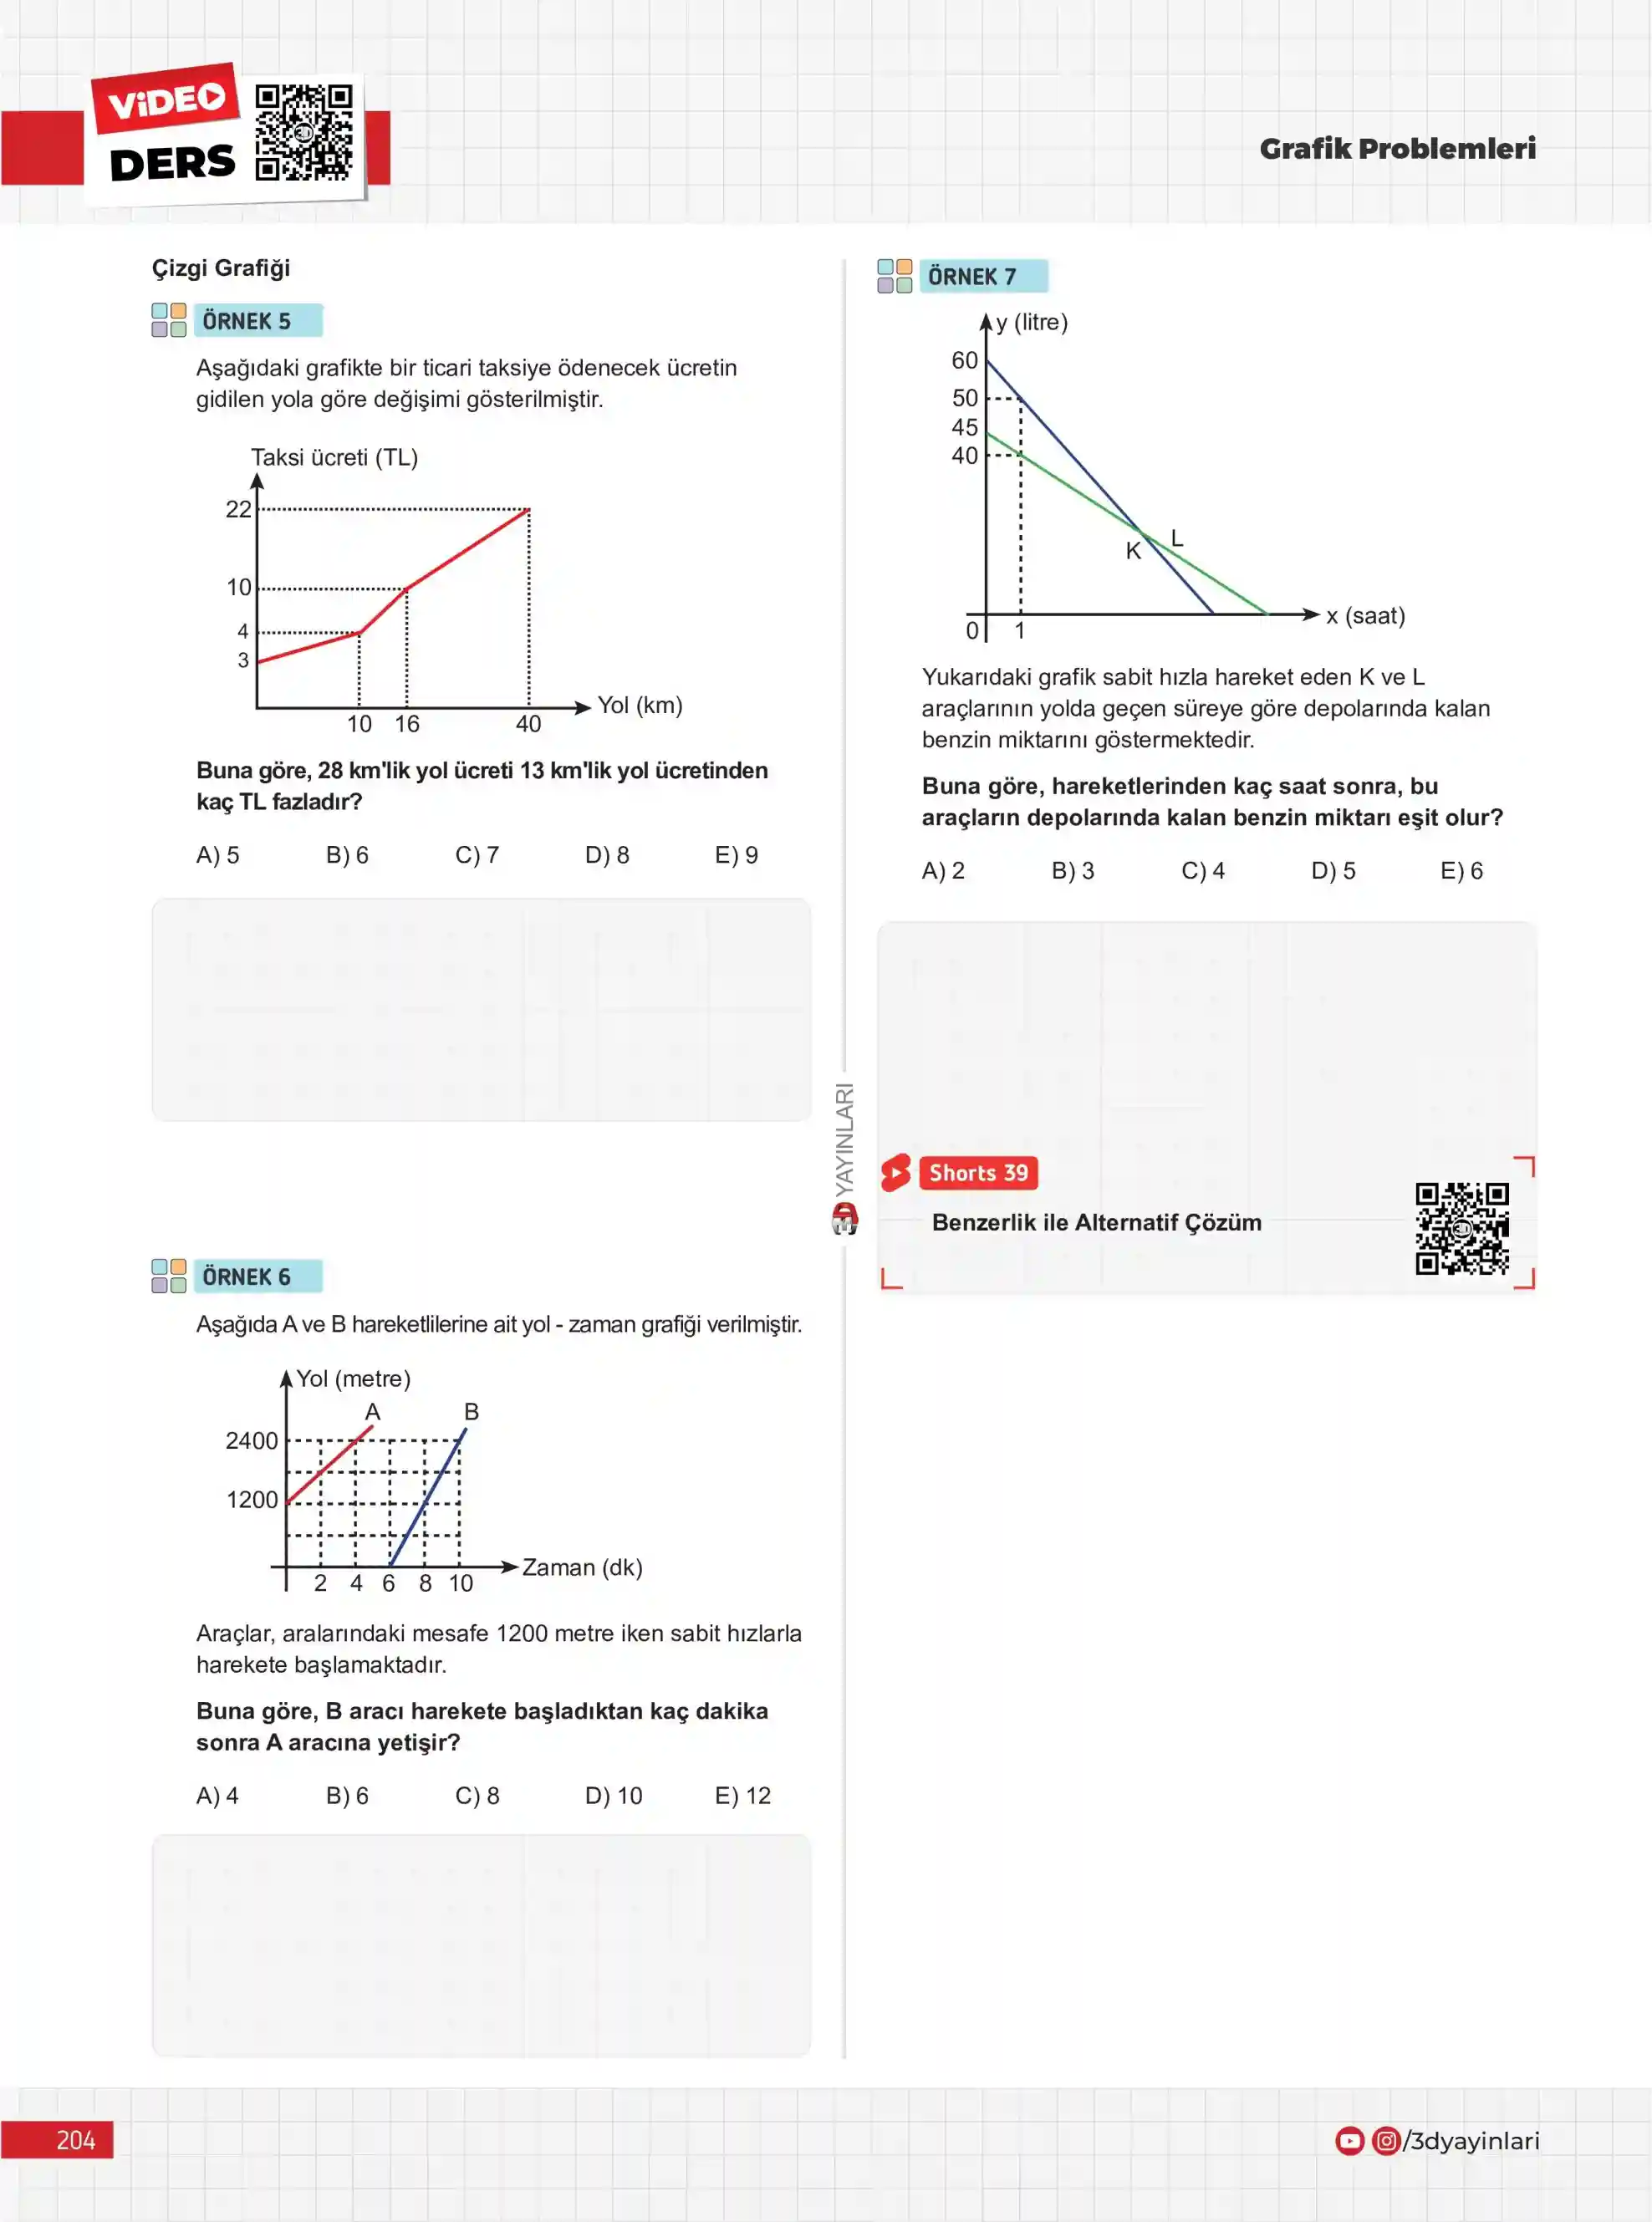 ViDEO
DERS
Grafik Problemleri
Çizgi Grafiği
ÖRNEK 5
Aşağıdaki grafikte bir ticari taksiye ödenecek ücretin
gidilen yola göre değişimi gösterilmiştir.
Taksi ücreti (TL)
22
10
4
3
10 16 40
Yol (km)
Buna göre, 28 km'lik yol ücreti 13 km'lik yol ücretinden
kaç TL fazladır?
A) 5 B) 6 C) 7 D) 8 E) 9
ÖRNEK 6
Aşağıda A ve B hareketlilerine ait yol - zaman grafiği verilmiştir.
Yol (metre)
A B
2400
1200
Zaman (dk)
2 4 6 8 10
Araçlar, aralarındaki mesafe 1200 metre iken sabit hızlarla
harekete başlamaktadır.
Buna göre, B aracı harekete başladıktan kaç dakika
sonra A aracına yetişir?
A) 4 B) 6 C) 8 D) 10 E) 12
YAYINLARI
ÖRNEK 7
y (litre)
60
50
45
40
K L
x (saat)
0 1
Yukarıdaki grafik sabit hızla hareket eden K ve L
araçlarının yolda geçen süreye göre depolarında kalan
benzin miktarını göstermektedir.
Buna göre, hareketlerinden kaç saat sonra, bu
araçların depolarında kalan benzin miktarı eşit olur?
A) 2 B) 3 C) 4 D) 5 E) 6
Shorts 39
Benzerlik ile Alternatif Çözüm
204
/3dyayinlari